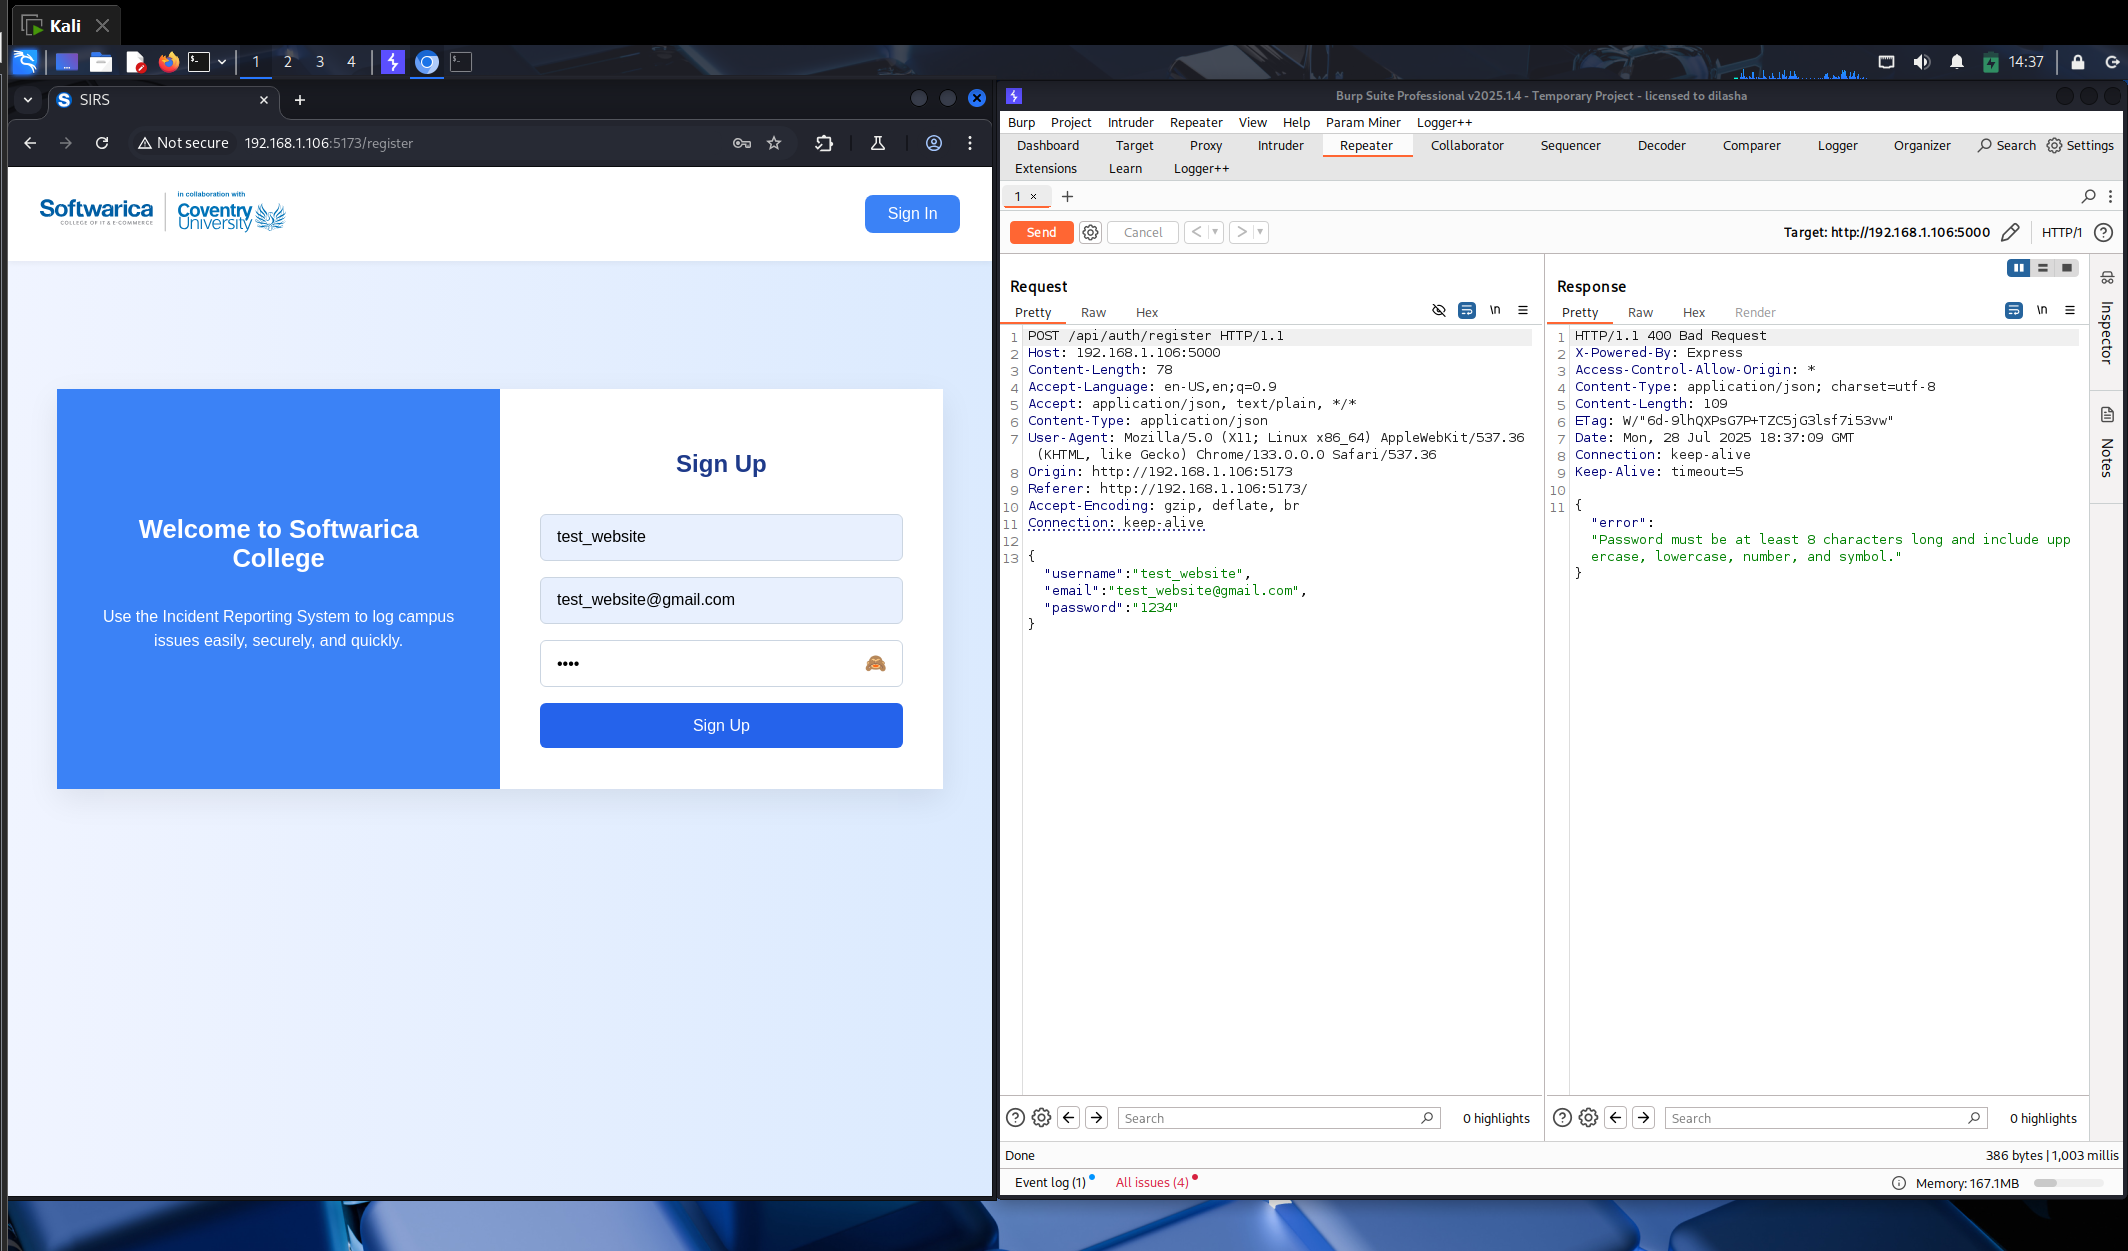 Kali
1 2 3 4
14:37
SIRS
Not secure 192.168.1.106:5173/register
Softwarica
COLLEGE OF IT & E-COMMERCE
in collaboration with
Coventry
University
Sign In
Welcome to Softwarica
College
Use the Incident Reporting System to log campus
issues easily, securely, and quickly.
Sign Up
test_website
test_website@gmail.com
••••
Sign Up
Burp Suite Professional v2025.1.4 - Temporary Project - licensed to dilasha
Burp Project Intruder Repeater View Help Param Miner Logger++
Dashboard Target Proxy Intruder Repeater Collaborator Sequencer Decoder Comparer Logger Organizer Search Settings
Extensions Learn Logger++
1 × +
Send Cancel < > Target: http://192.168.1.106:5000 HTTP/1
Request
Pretty Raw Hex \n
1 POST /api/auth/register HTTP/1.1
2 Host: 192.168.1.106:5000
3 Content-Length: 78
4 Accept-Language: en-US,en;q=0.9
5 Accept: application/json, text/plain, */*
6 Content-Type: application/json
7 User-Agent: Mozilla/5.0 (X11; Linux x86_64) AppleWebKit/537.36
(KHTML, like Gecko) Chrome/133.0.0.0 Safari/537.36
8 Origin: http://192.168.1.106:5173
9 Referer: http://192.168.1.106:5173/
10 Accept-Encoding: gzip, deflate, br
11 Connection: keep-alive
12
13 {
"username":"test_website",
"email":"test_website@gmail.com",
"password":"1234"
}
Response
Pretty Raw Hex Render \n
1 HTTP/1.1 400 Bad Request
2 X-Powered-By: Express
3 Access-Control-Allow-Origin: *
4 Content-Type: application/json; charset=utf-8
5 Content-Length: 109
6 ETag: W/"6d-9lhQXPsG7P+TZC5jG3lsf7i53vw"
7 Date: Mon, 28 Jul 2025 18:37:09 GMT
8 Connection: keep-alive
9 Keep-Alive: timeout=5
10
11 {
"error":
"Password must be at least 8 characters long and include upp
ercase, lowercase, number, and symbol."
}
Inspector
Notes
Search 0 highlights
Search 0 highlights
Done 386 bytes | 1,003 millis
Event log (1) All issues (4) Memory: 167.1MB